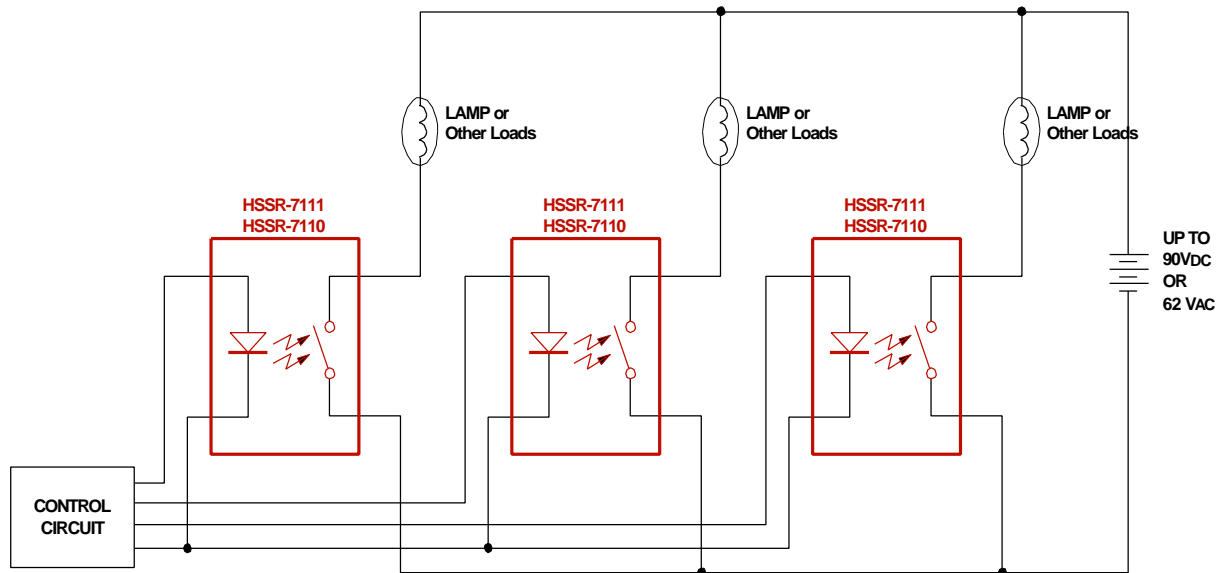 LAMP or
Other Loads
LAMP or
Other Loads
LAMP or
Other Loads
HSSR-7111
HSSR-7110
HSSR-7111
HSSR-7110
HSSR-7111
HSSR-7110
UP TO
90VDC
OR
62 VAC
CONTROL
CIRCUIT